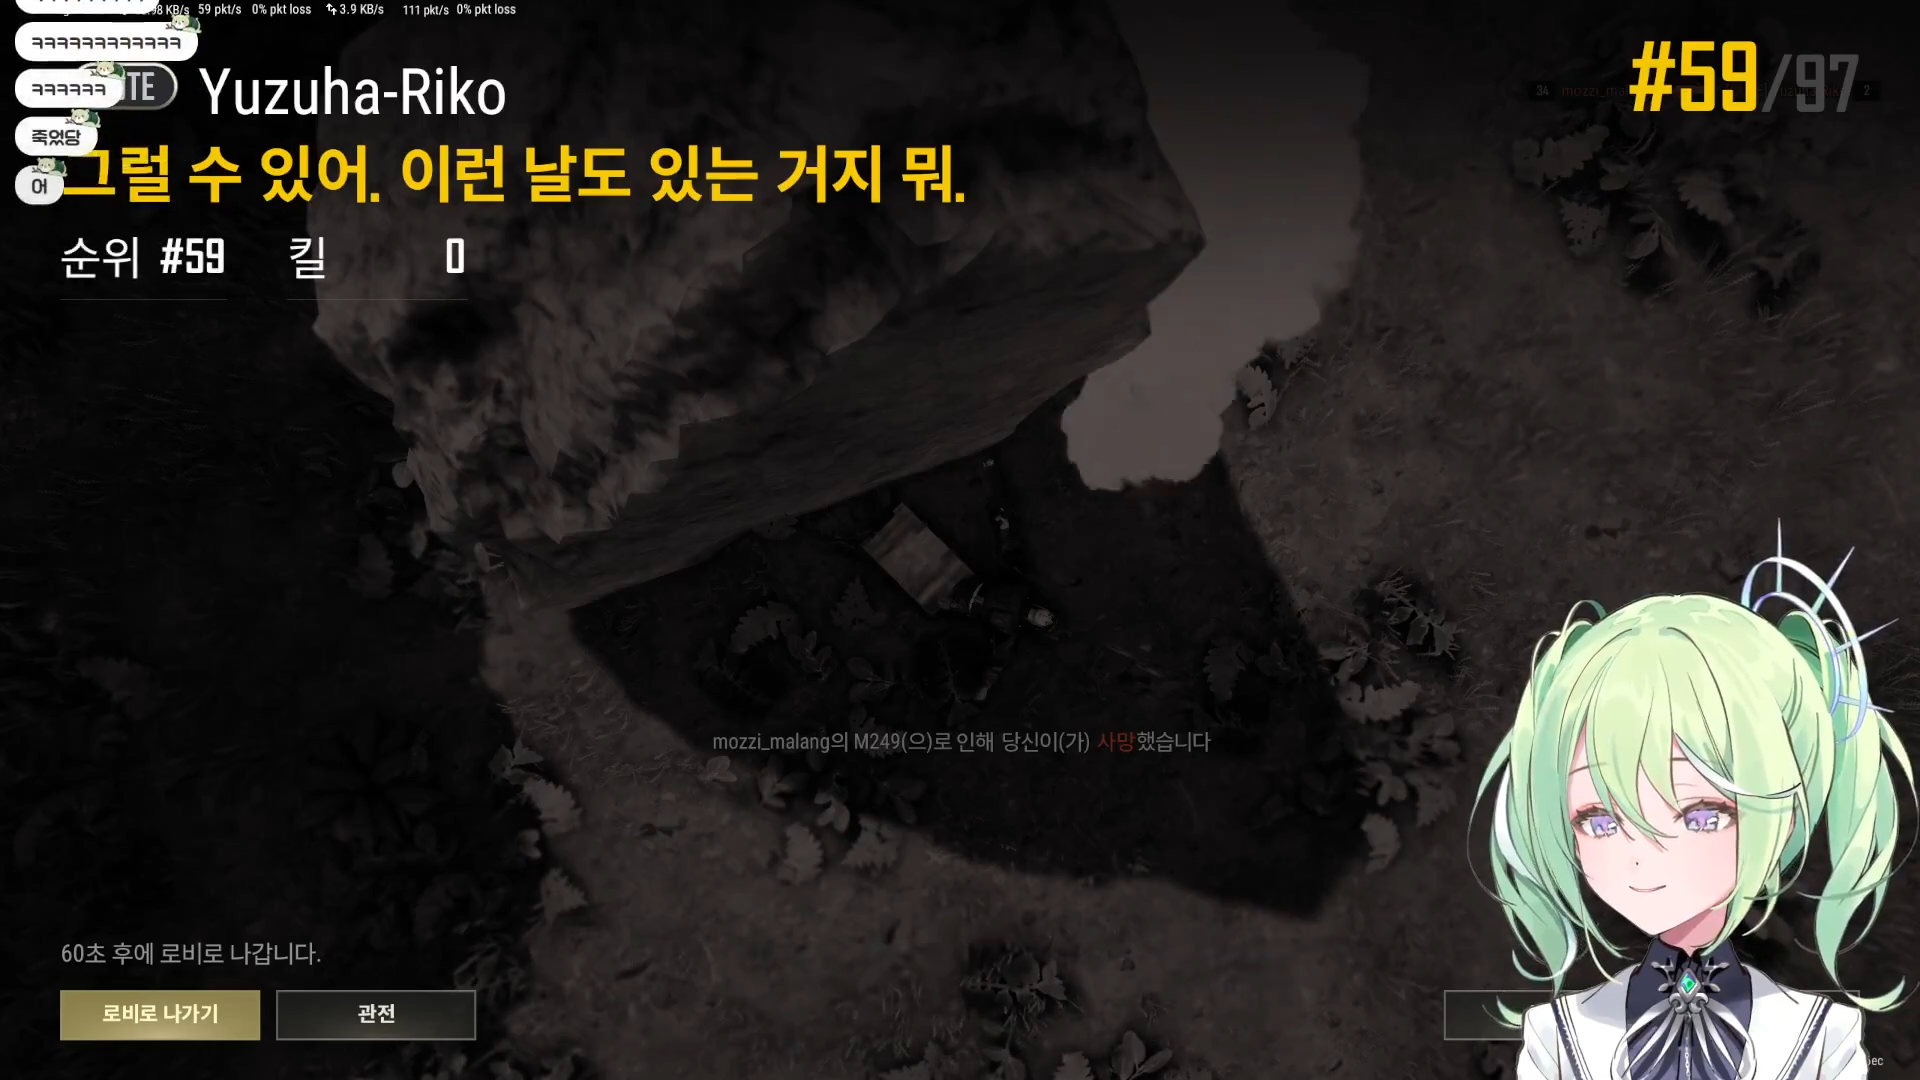 59 pkt/s 0% pkt loss 3.9 KB/s 111 pkt/s 0% pkt loss
ㅋㅋㅋㅋㅋㅋㅋㅋㅋㅋㅋㅋ
ㅋㅋㅋㅋㅋㅋ
죽었당
어
Yuzuha-Riko
#59/97
그럴 수 있어. 이런 날도 있는 거지 뭐.
순위 #59 킬 0
34
2
mozzi_malang의 M249(으)로 인해 당신이(가) 사망했습니다
60초 후에 로비로 나갑니다.
로비로 나가기
관전